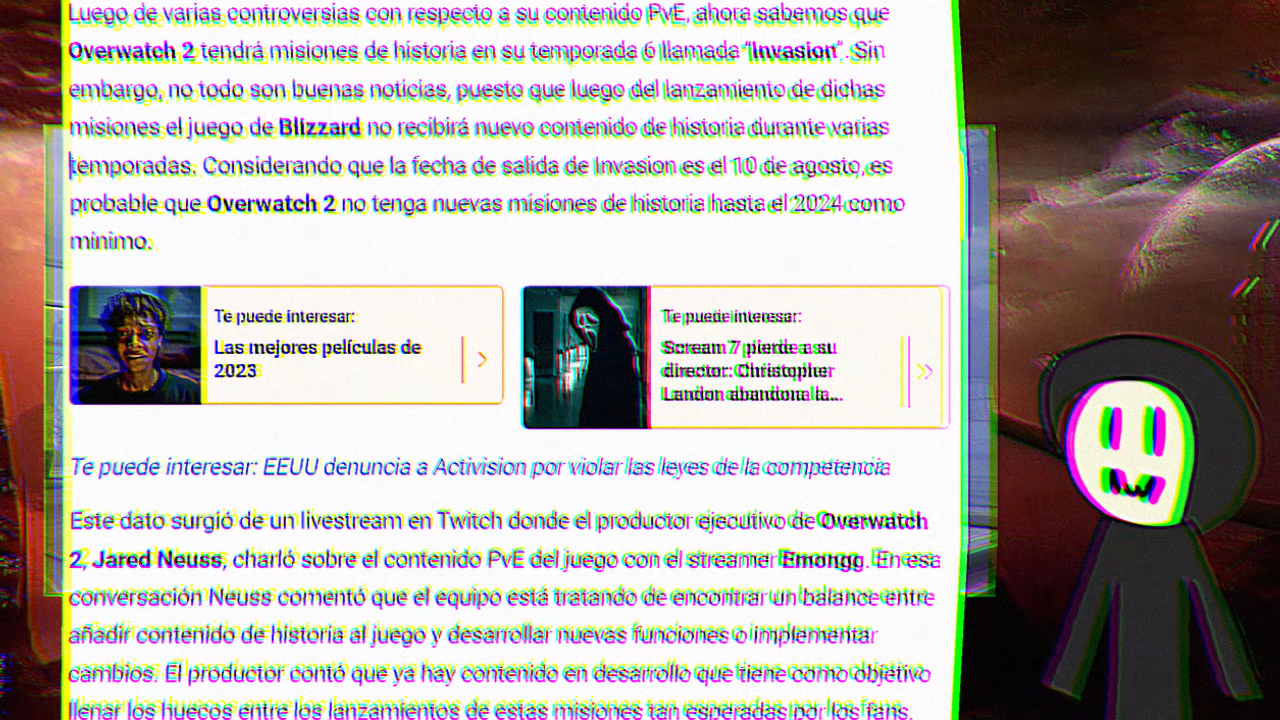 Luego de varias controversias con respecto a su contenido PvE, ahora sabemos que
Overwatch 2 tendrá misiones de historia en su temporada 6 llamada “Invasion”. Sin
embargo, no todo son buenas noticias, puesto que luego del lanzamiento de dichas
misiones el juego de Blizzard no recibirá nuevo contenido de historia durante varias
temporadas. Considerando que la fecha de salida de Invasion es el 10 de agosto, es
probable que Overwatch 2 no tenga nuevas misiones de historia hasta el 2024 como
mínimo.
Te puede interesar:
Las mejores películas de
2023
Te puede interesar:
Scream 7 pierde a su
director: Christopher
Landon abandona la...
Te puede interesar: EEUU denuncia a Activision por violar las leyes de la competencia
Este dato surgió de un livestream en Twitch donde el productor ejecutivo de Overwatch
2, Jared Neuss, charló sobre el contenido PvE del juego con el streamer Emongg. En esa
conversación Neuss comentó que el equipo está tratando de encontrar un balance entre
añadir contenido de historia al juego y desarrollar nuevas funciones o implementar
cambios. El productor contó que ya hay contenido en desarrollo que tiene como objetivo
llenar los huecos entre los lanzamientos de estas misiones tan esperadas por los fans.